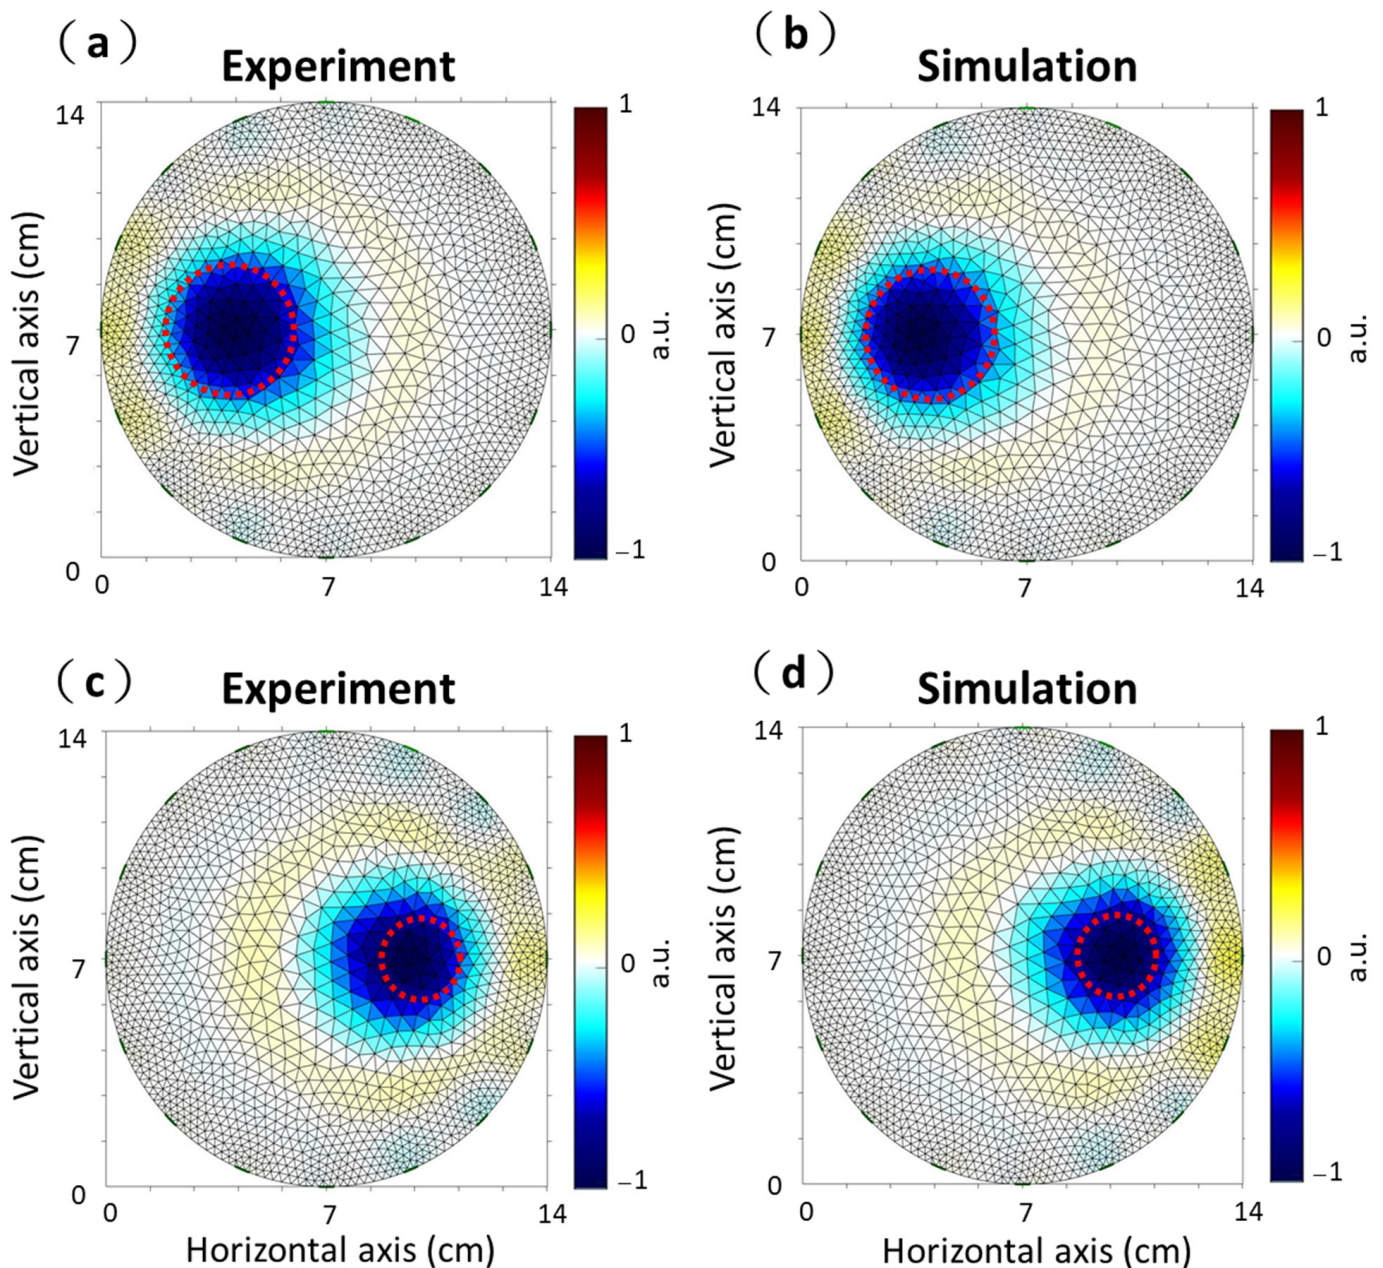 (a)
Experiment
Vertical axis (cm)
14
7
0
0
7
14
1
0
−1
a.u.
(b)
Simulation
Vertical axis (cm)
14
7
0
0
7
14
1
0
−1
a.u.
(c)
Experiment
Vertical axis (cm)
14
7
0
0
7
14
Horizontal axis (cm)
1
0
−1
a.u.
(d)
Simulation
Vertical axis (cm)
14
7
0
0
7
14
Horizontal axis (cm)
1
0
−1
a.u.